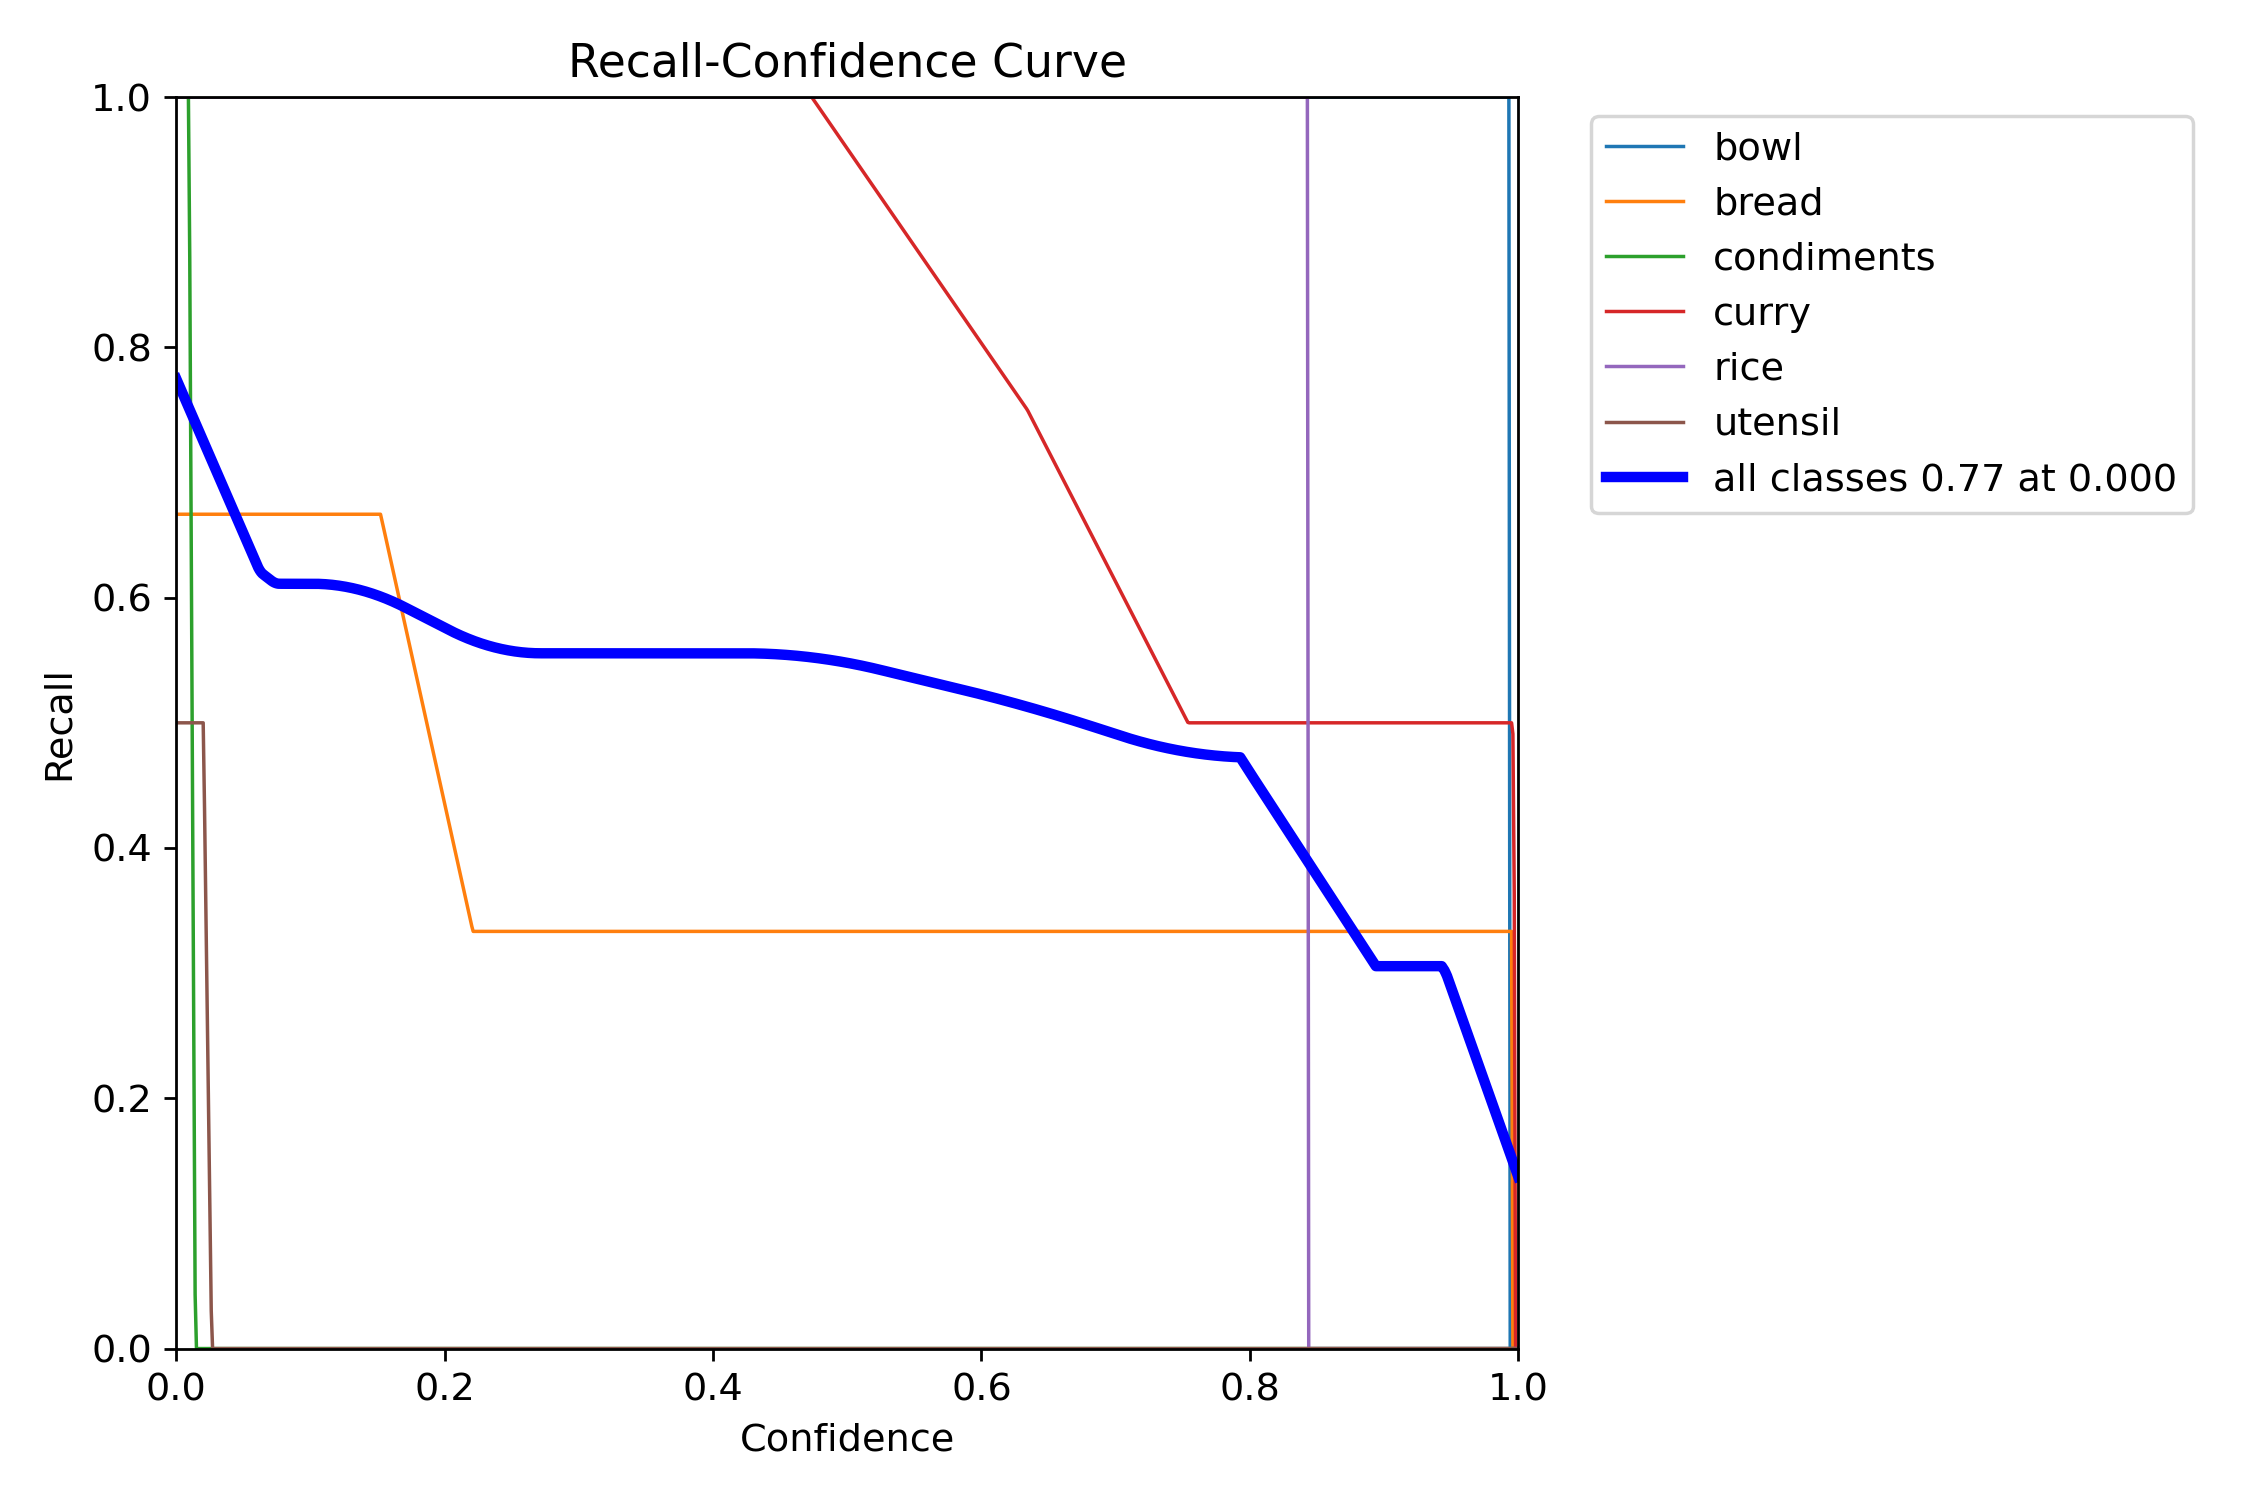 Recall-Confidence Curve
1.0
0.8
0.6
0.4
0.2
0.0
Recall
0.0 0.2 0.4 0.6 0.8 1.0
Confidence
bowl
bread
condiments
curry
rice
utensil
all classes 0.77 at 0.000